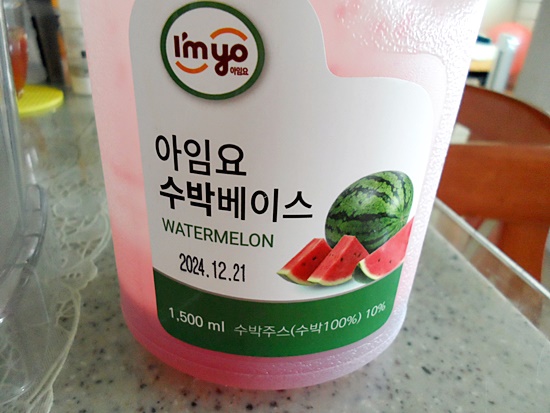 I'm yo
아임요
아임요
수박베이스
WATERMELON
2024.12.21
1,500 ml 수박주스(수박100%) 10%